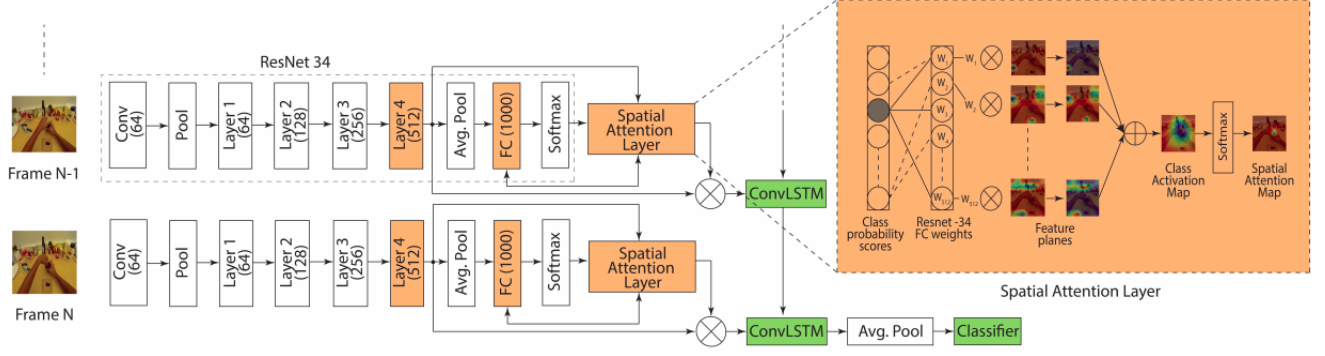 ResNet 34
Frame N-1
Conv
(64)
Pool
Layer 1
(64)
Layer 2
(128)
Layer 3
(256)
Layer 4
(512)
Avg. Pool
FC (1000)
Softmax
Spatial
Attention
Layer
ConvLSTM
Frame N
Conv
(64)
Pool
Layer 1
(64)
Layer 2
(128)
Layer 3
(256)
Layer 4
(512)
Avg. Pool
FC (1000)
Softmax
Spatial
Attention
Layer
ConvLSTM
Avg. Pool
Classifier
W1
W2
W3
W4
W512
W1
W2
W512
Class
probability
scores
Resnet -34
FC weights
Feature
planes
Class
Activation
Map
Softmax
Spatial
Attention
Map
Spatial Attention Layer